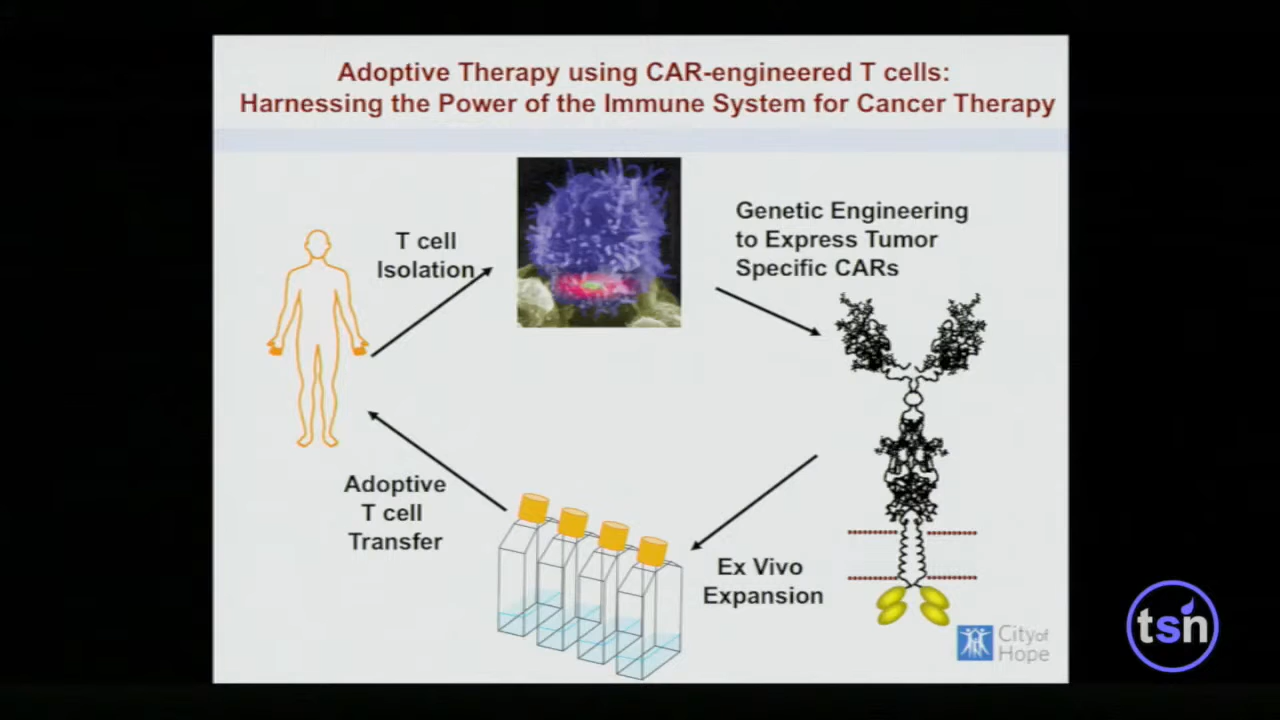 Adoptive Therapy using CAR-engineered T cells:
Harnessing the Power of the Immune System for Cancer Therapy
T cell
Isolation
Genetic Engineering
to Express Tumor
Specific CARs
Adoptive
T cell
Transfer
Ex Vivo
Expansion
City of
Hope
tsn